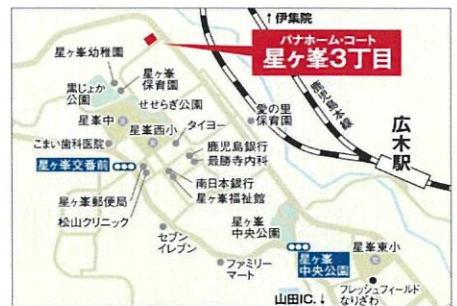 ↑伊集院
パナホーム・コート
星ヶ峯3丁目
鹿児島本線
広木駅
星ヶ峯幼稚園
星ヶ峯
保育園
黒じょか
公園
せせらぎ公園
愛の里
保育園
星峯中
星峯西小
タイヨー
こまい歯科医院
鹿児島銀行
最勝寺内科
星ヶ峯交番前
南日本銀行
星ヶ峯福祉館
星ヶ峯郵便局
松山クリニック
星ヶ峯
中央公園
セブン
イレブン
ファミリー
マート
星ヶ峯
中央公園
星峯東小
フレッシュフィールド
なりざわ
山田IC.↓